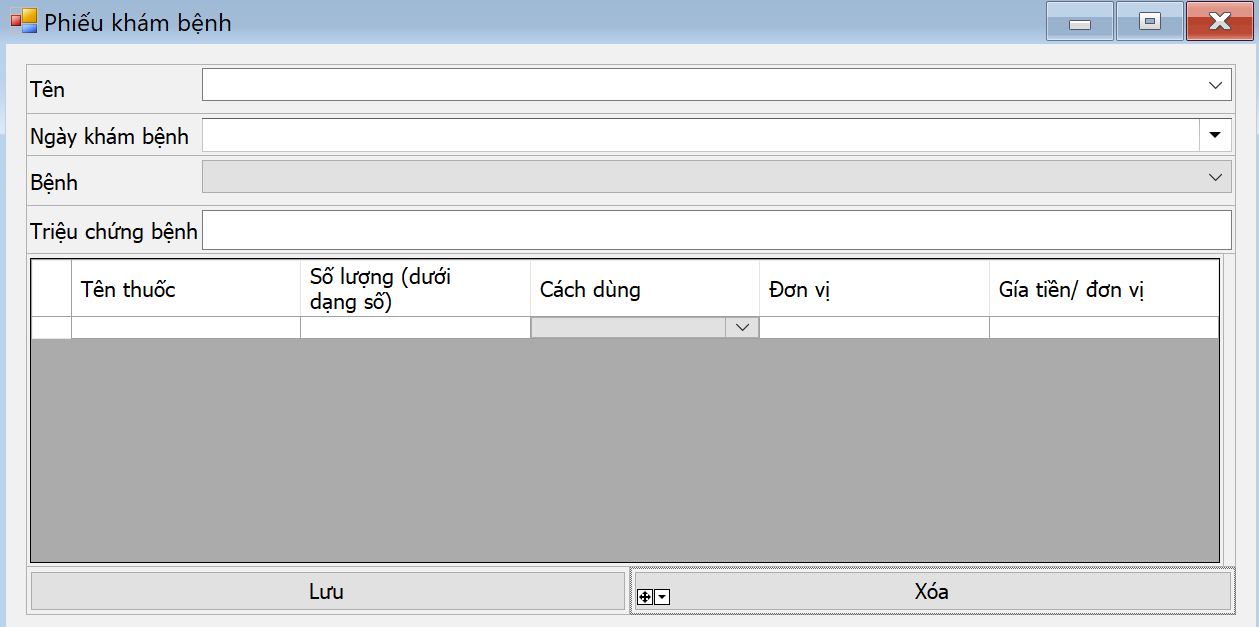 Phiếu khám bệnh
Tên
Ngày khám bệnh
Bệnh
Triệu chứng bệnh
Tên thuốc
Số lượng (dưới
dạng số)
Cách dùng
Đơn vị
Gía tiền/ đơn vị
Lưu
Xóa